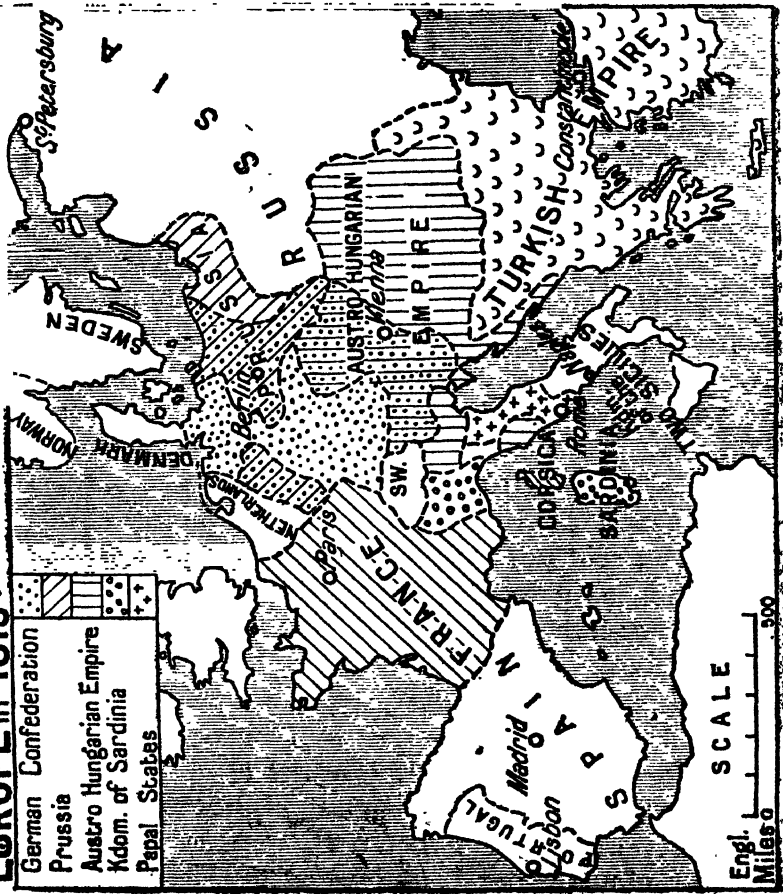 EUROPE in 1815
German Confederation
Prussia
Austro Hungarian Empire
Kdom. of Sardinia
Papal States
NORWAY
SWEDEN
St Petersburg
RUSSIA
DENMARK
NETHERLANDS
Berlin
PRUSSIA
Paris
FRANCE
SW.
AUSTRO HUNGARIAN
Vienna
EMPIRE
TURKISH
EMPIRE
Constantinople
CORSICA
Rome
SARDINIA
Naples
TWO SICILIES
PORTUGAL
Lisbon
Madrid
SPAIN
SCALE
Engl.
Miles 0 500